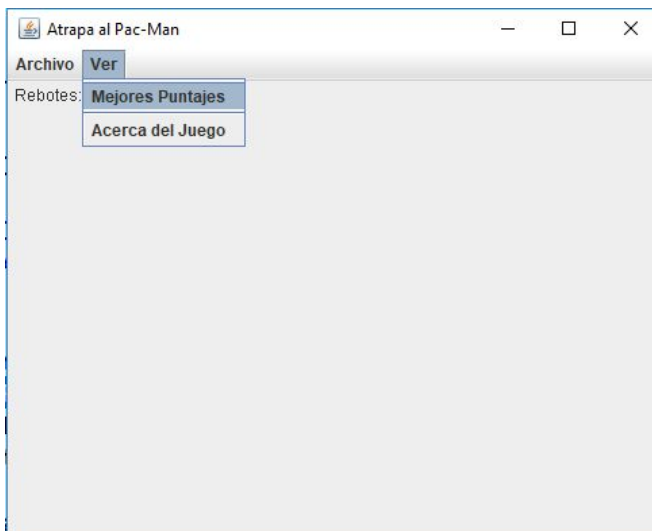 Atrapa al Pac-Man
Archivo Ver
Rebotes: Mejores Puntajes
Acerca del Juego